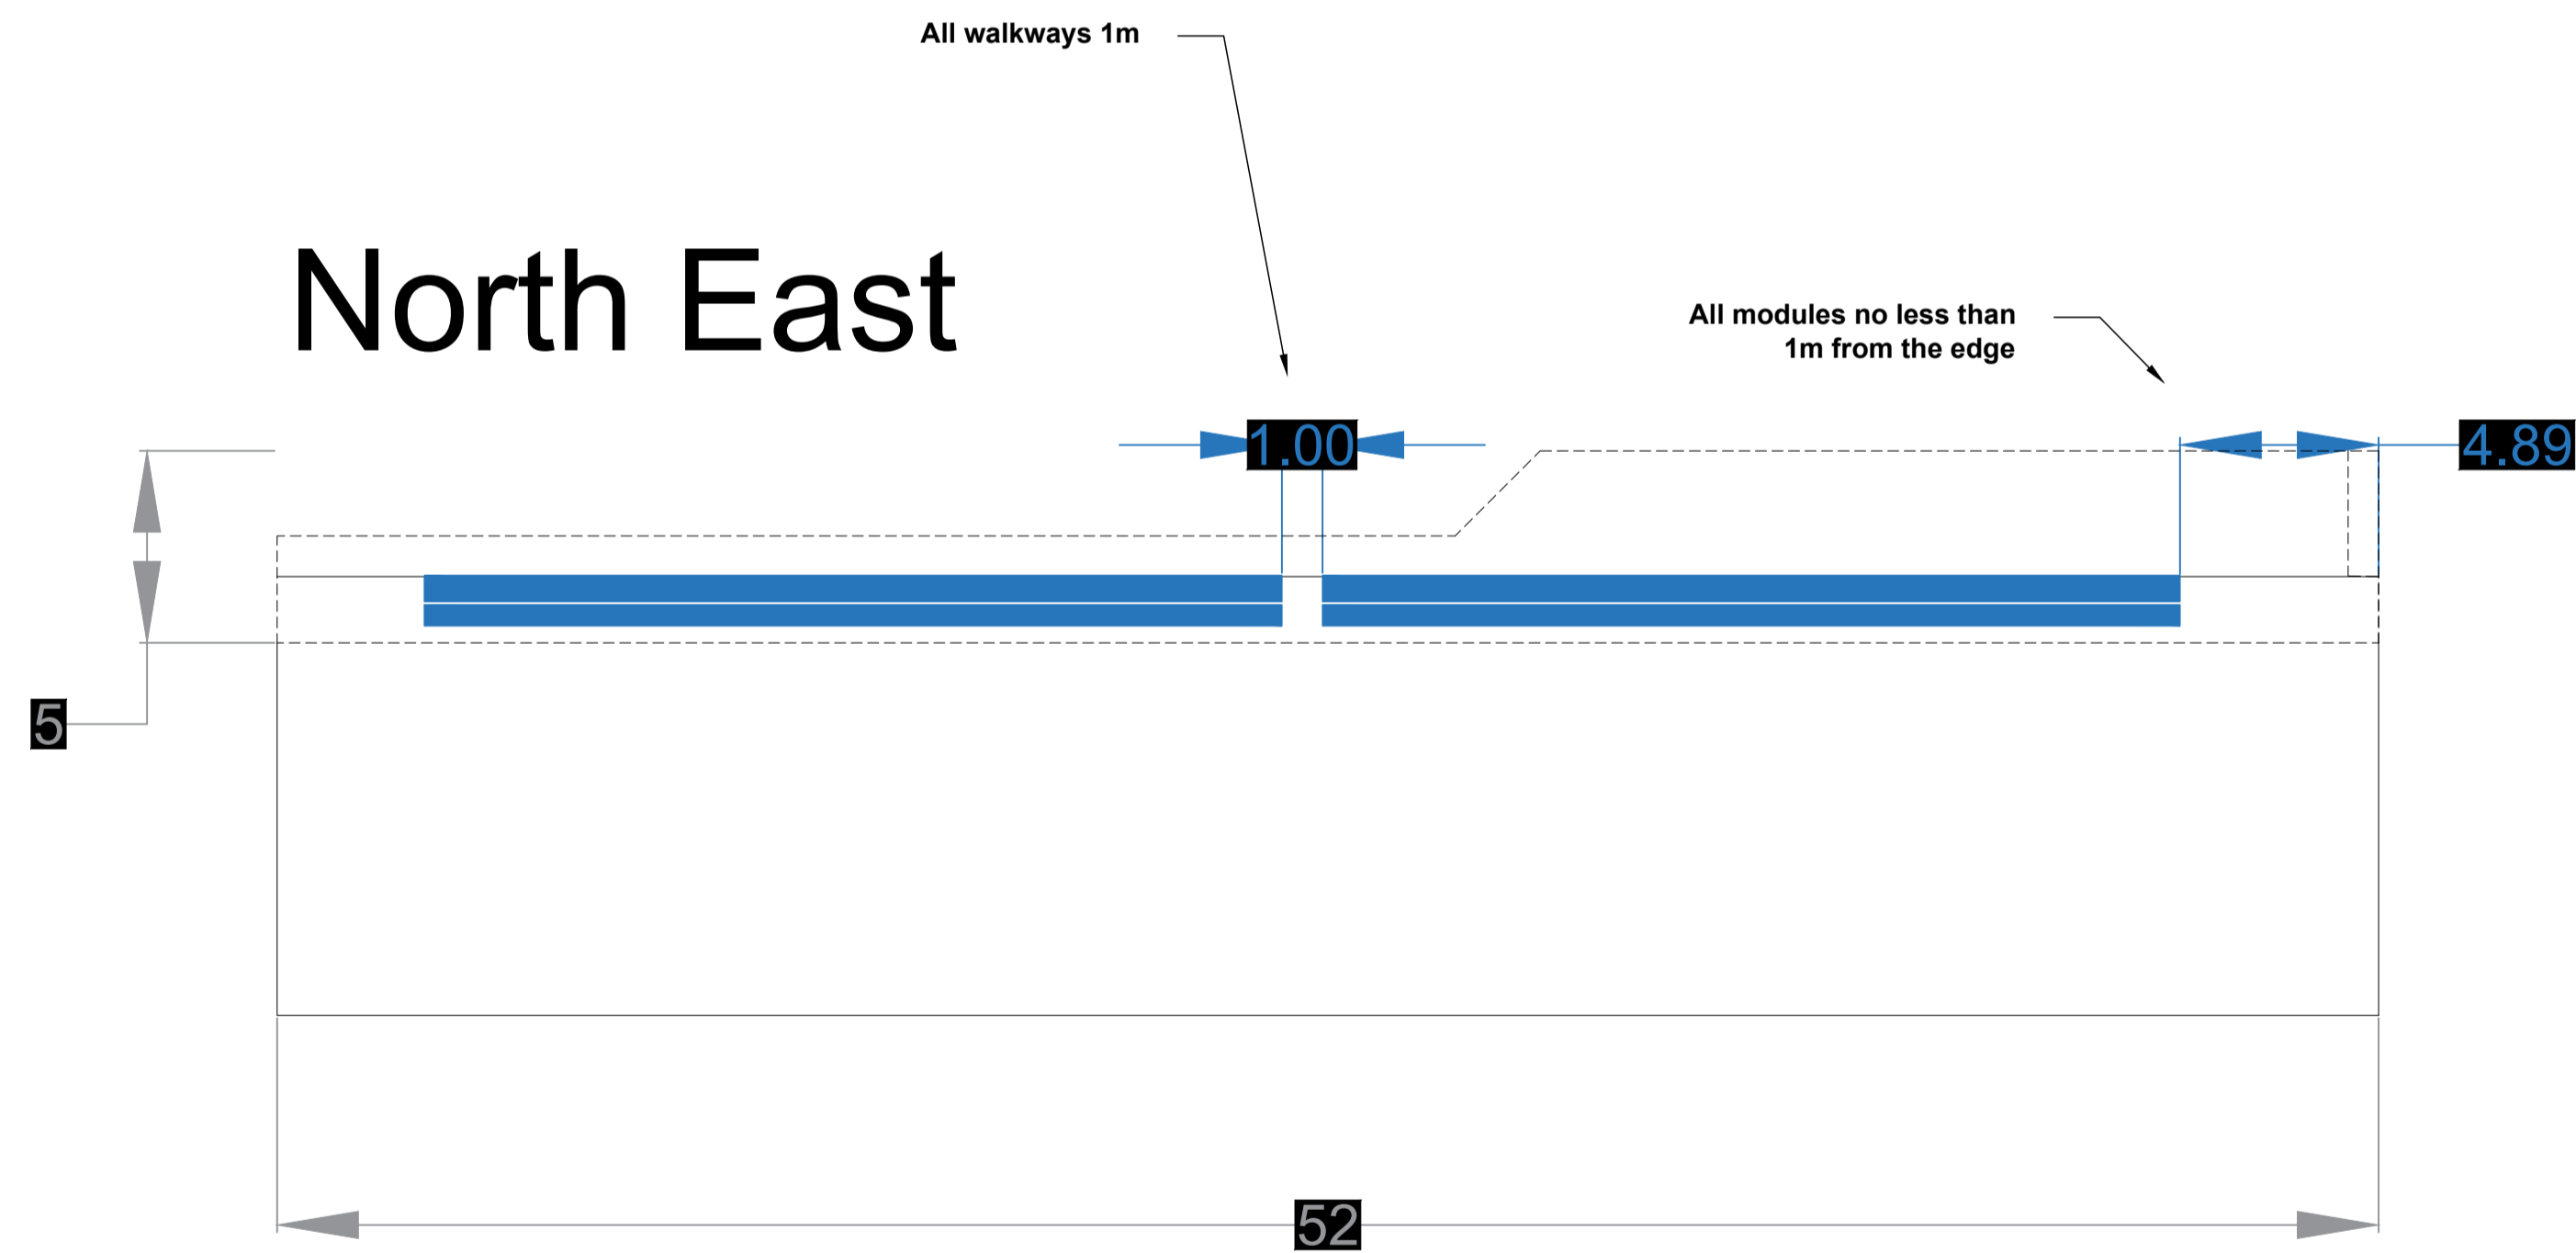 All walkways 1m
North East
All modules no less than
1m from the edge
1.00
4.89
5
52